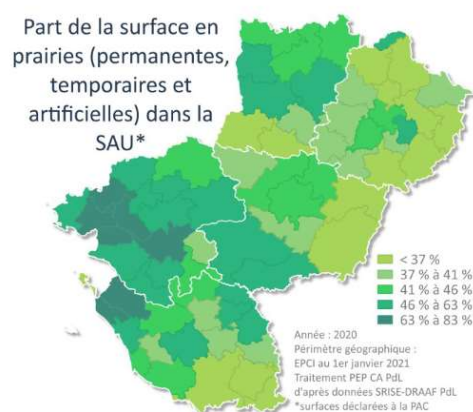 Part de la surface en
prairies (permanentes,
temporaires et
artificielles) dans la
SAU*
< 37 %
37 % à 41 %
41 % à 46 %
46 % à 63 %
63 % à 83 %
Année : 2020
Périmètre géographique :
EPCI au 1er janvier 2021
Traitement PEP CA PdL
d'après données SRISE-DRAAF PdL
*surfaces déclarées à la PAC